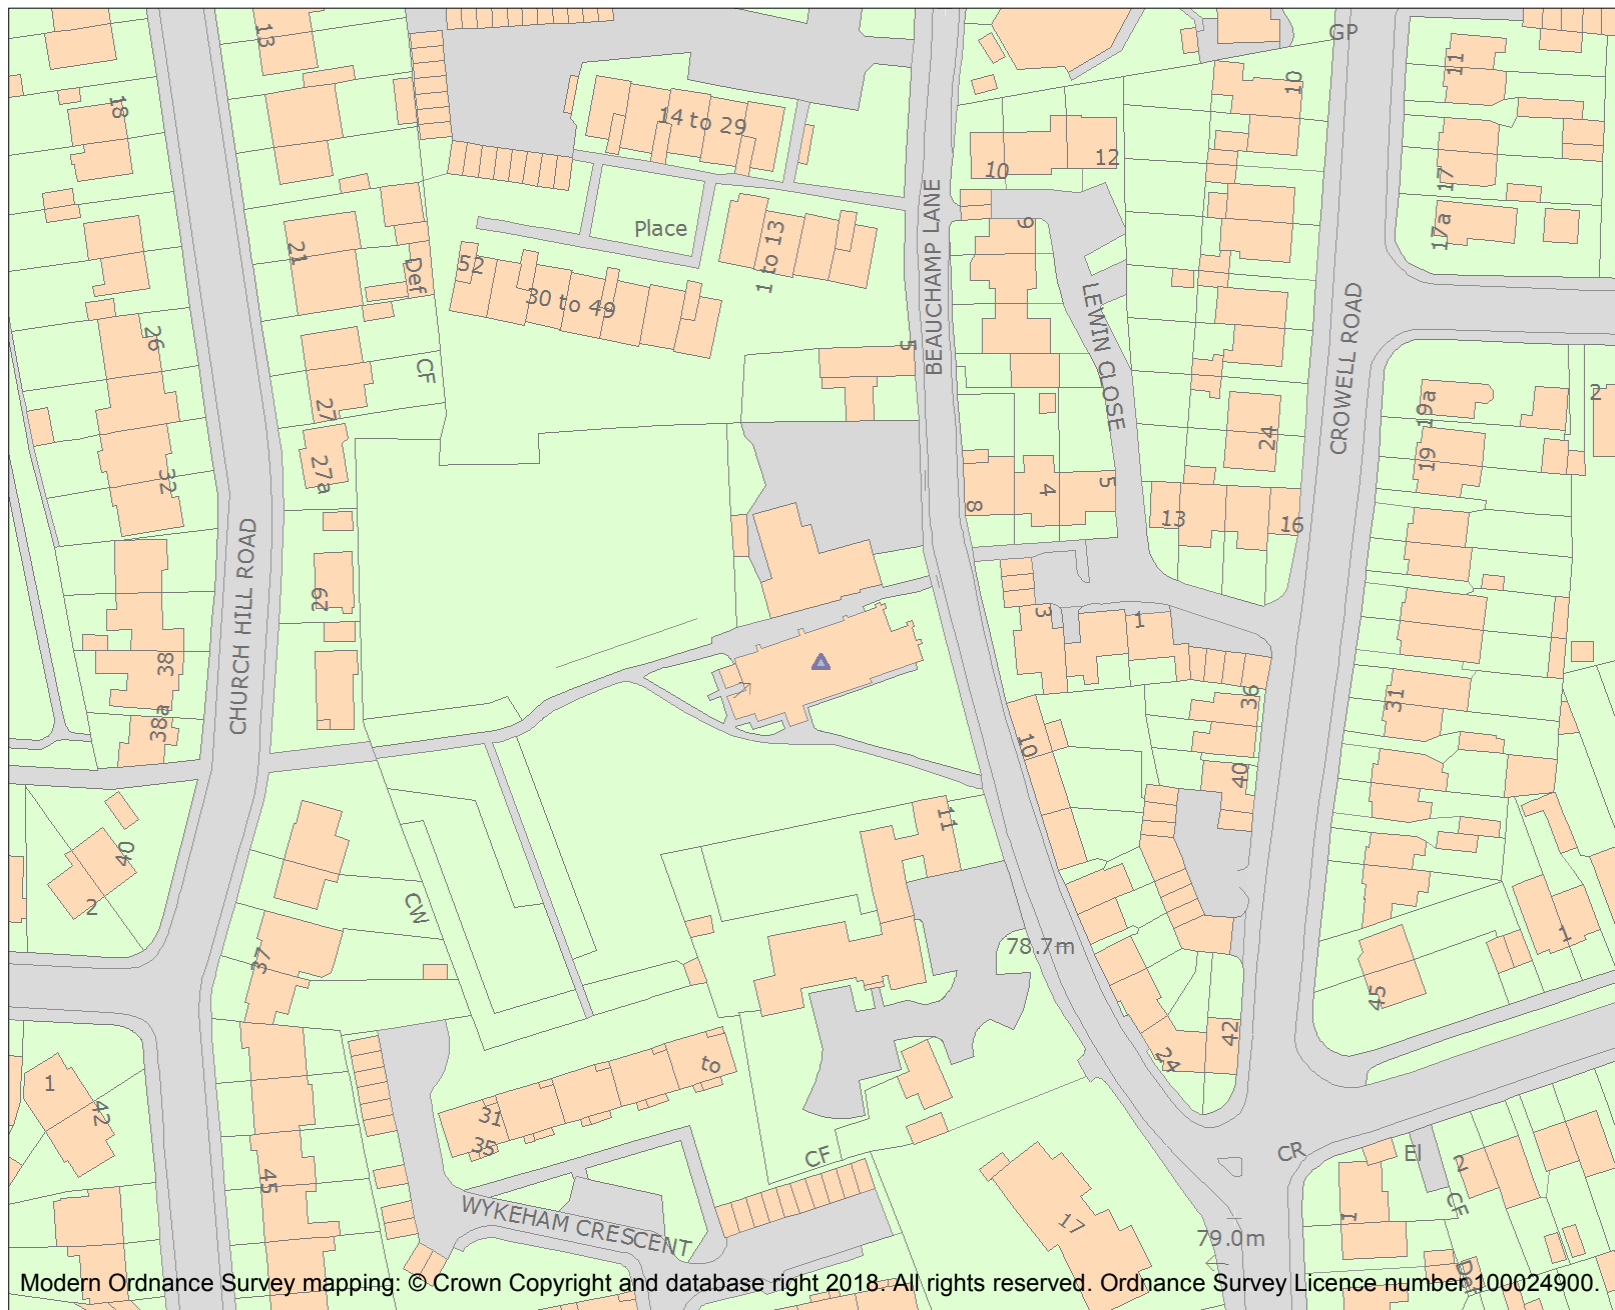 13
GP
11
10
18
14 to 29
12
10
17
17a
Place
6
1 to 13
21
52
Def
30 to 49
BEAUCHAMP LANE
LEWIN CLOSE
CROWELL ROAD
26
5
CF
2
27
19a
24
19
32
27a
4
5
8
13
16
CHURCH HILL ROAD
29
3
1
38
36
31
38a
10
40
11
40
2
CW
37
78.7m
1
45
42
24
1
42
to
31
35
CF
CR
El
2
45
CF
WYKEHAM CRESCENT
17
1
79.0m
Def
Modern Ordnance Survey mapping: © Crown Copyright and database right 2018. All rights reserved. Ordnance Survey Licence number 100024900.